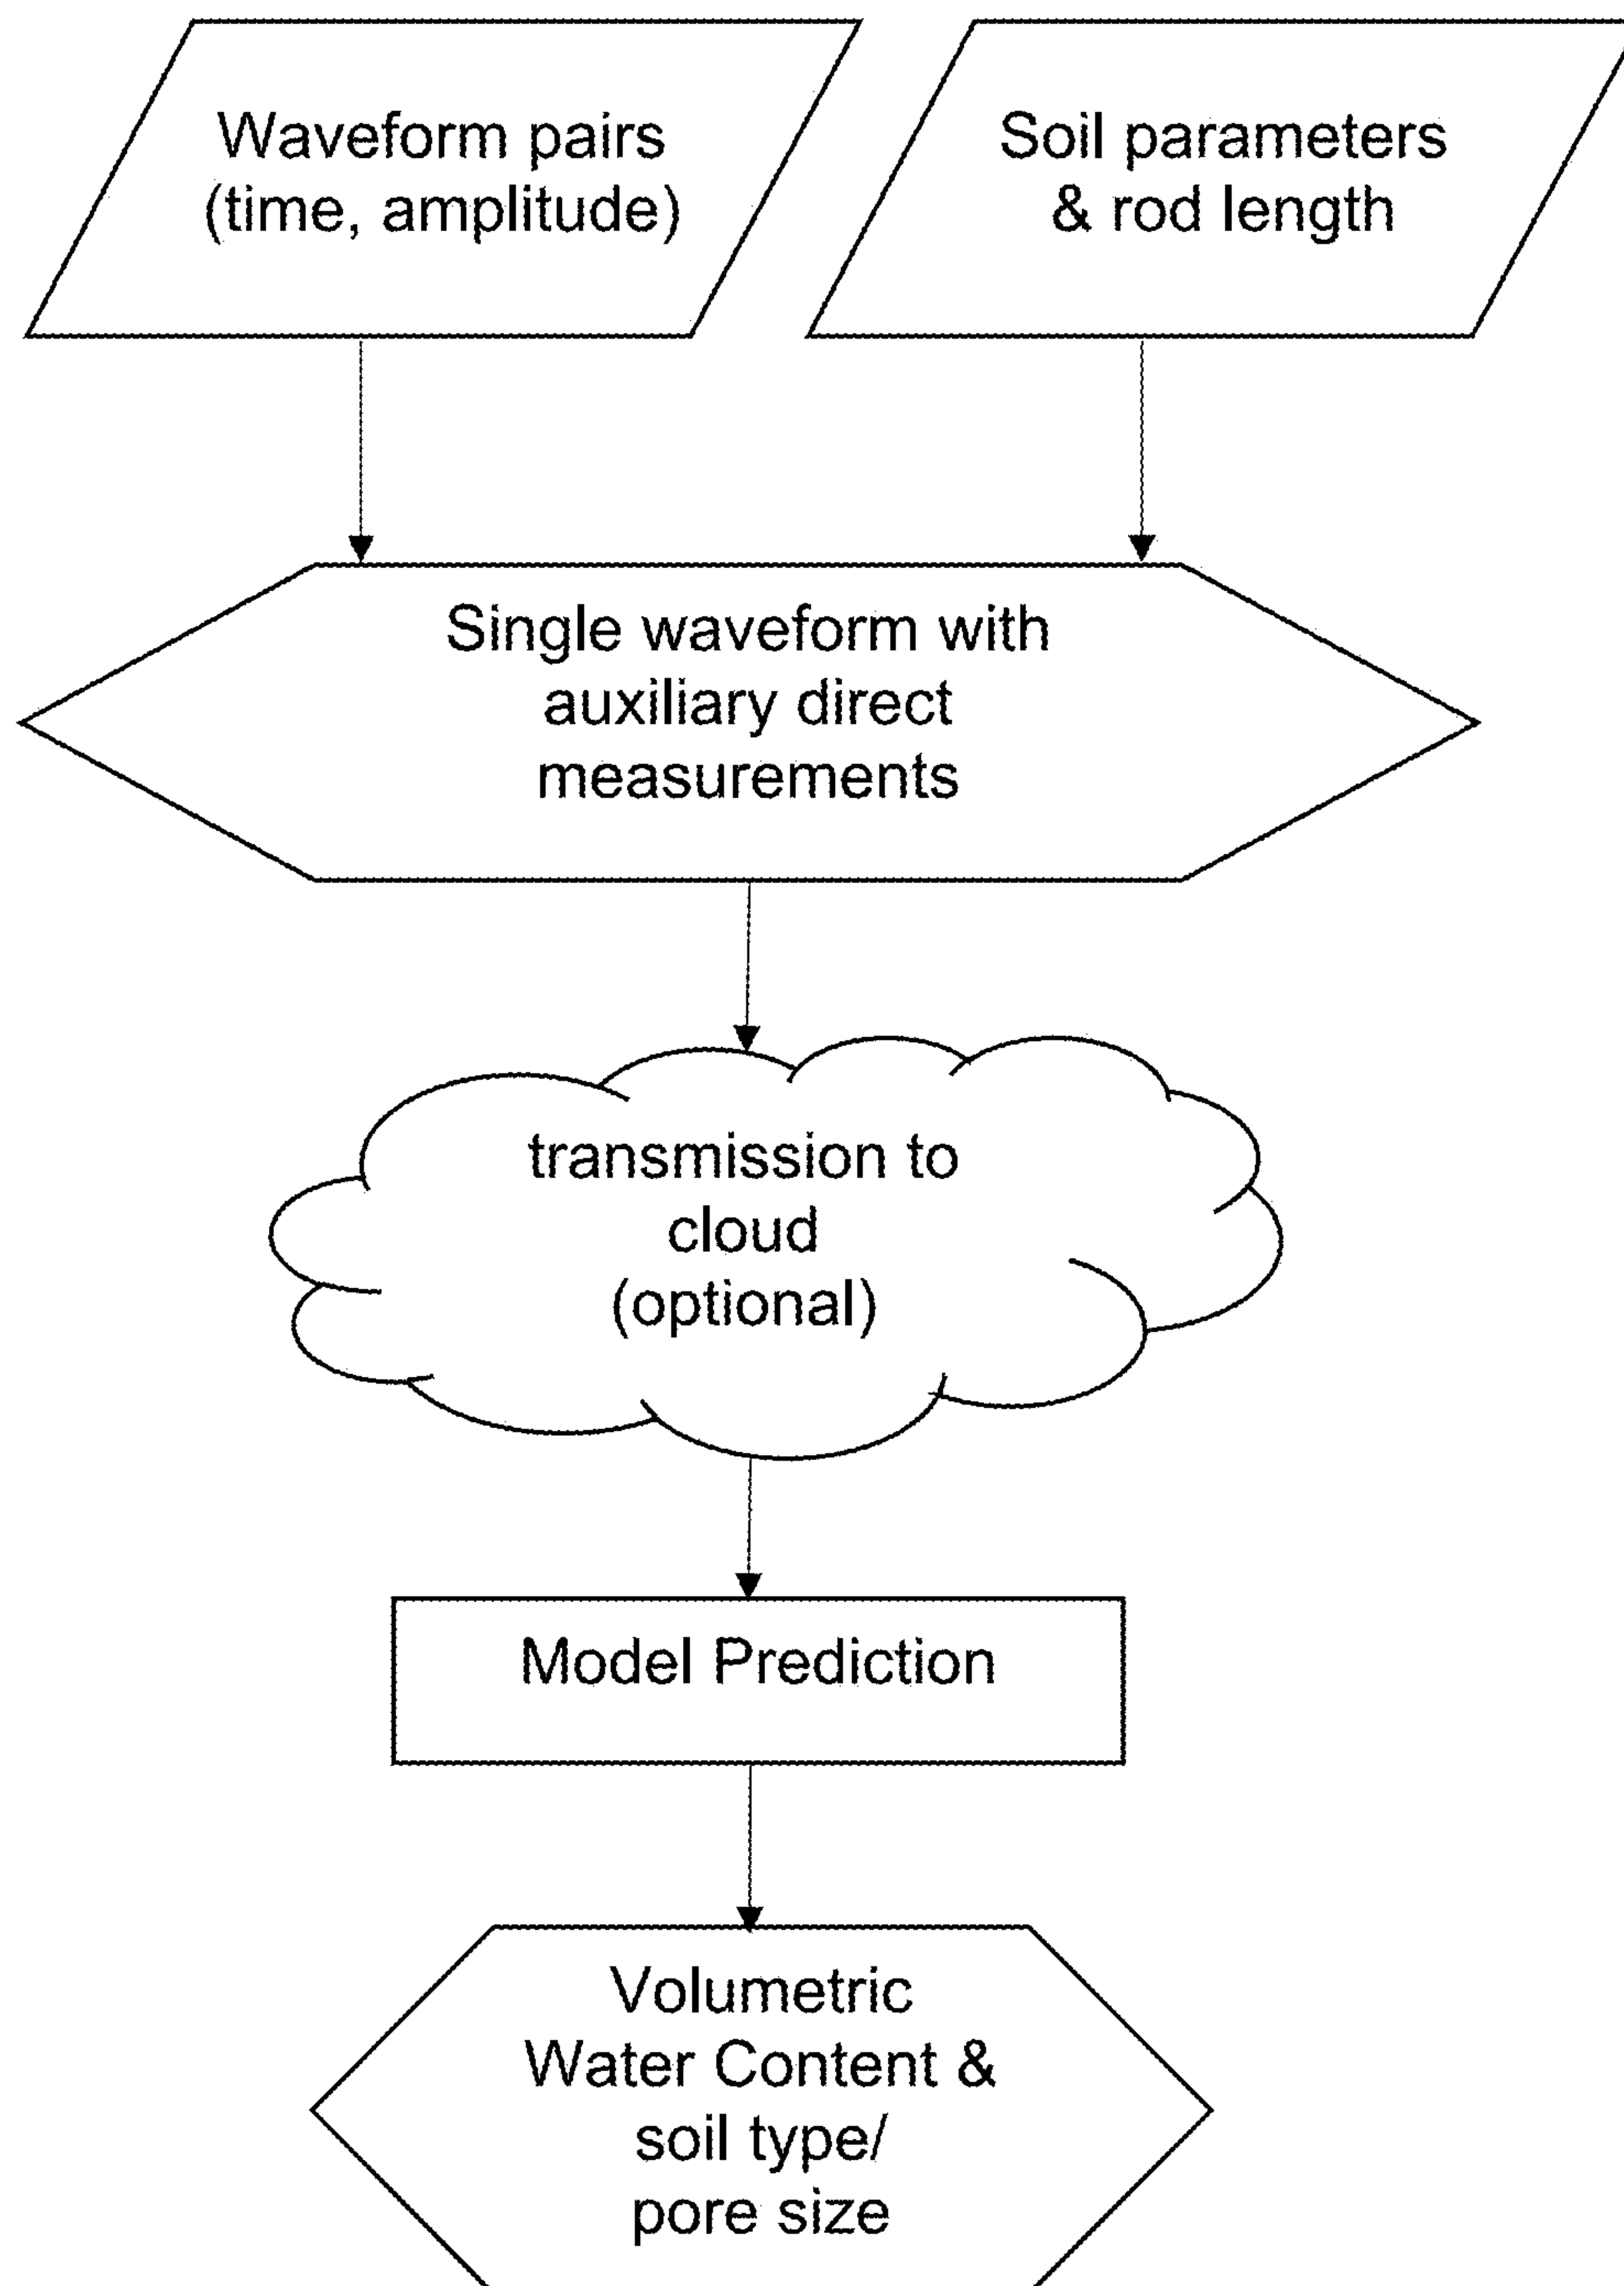 Waveform pairs
(time, amplitude)
Soil parameters
& rod length
Single waveform with
auxiliary direct
measurements
transmission to
cloud
(optional)
Model Prediction
Volumetric
Water Content &
soil type/
pore size